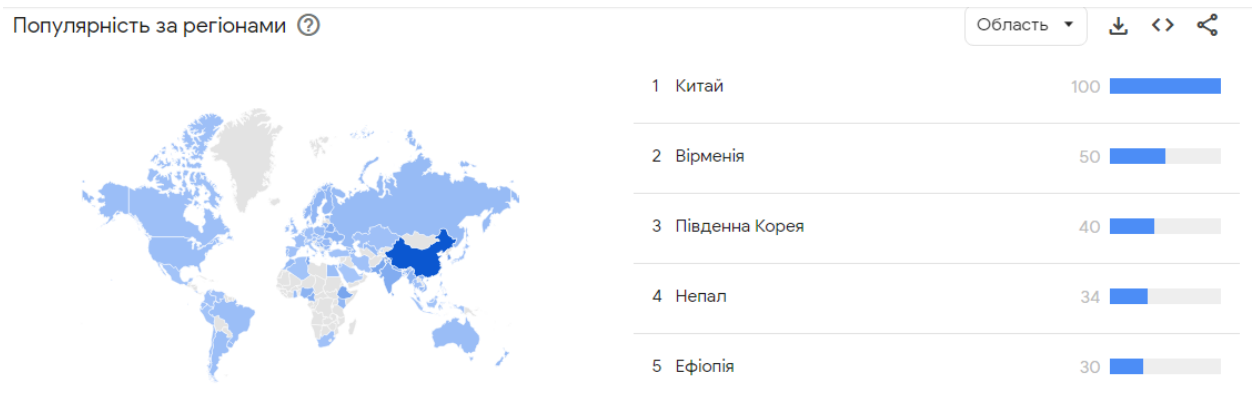 Популярність за регіонами
Область
1 Китай 100
2 Вірменія 50
3 Південна Корея 40
4 Непал 34
5 Ефіопія 30